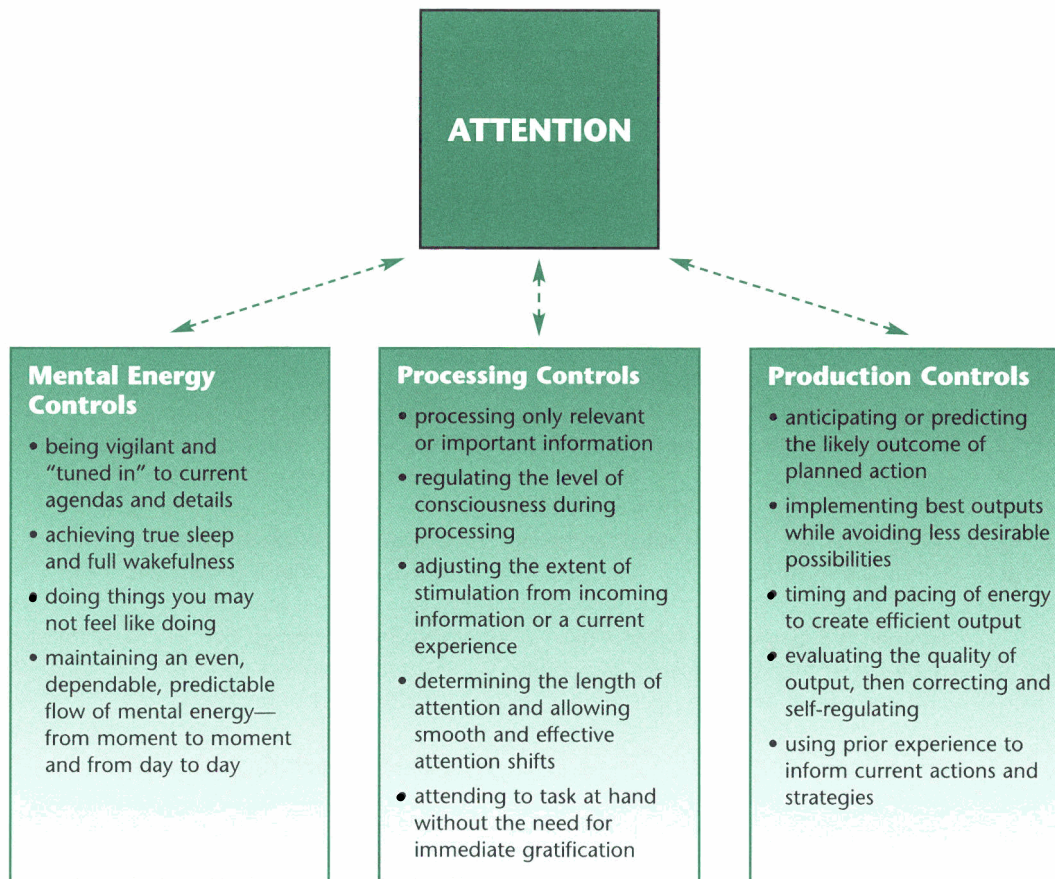 ATTENTION
Mental Energy
Controls
• being vigilant and
"tuned in" to current
agendas and details
• achieving true sleep
and full wakefulness
• doing things you may
not feel like doing
• maintaining an even,
dependable, predictable
flow of mental energy—
from moment to moment
and from day to day
Processing Controls
• processing only relevant
or important information
• regulating the level of
consciousness during
processing
• adjusting the extent of
stimulation from incoming
information or a current
experience
• determining the length of
attention and allowing
smooth and effective
attention shifts
• attending to task at hand
without the need for
immediate gratification
Production Controls
• anticipating or predicting
the likely outcome of
planned action
• implementing best outputs
while avoiding less desirable
possibilities
• timing and pacing of energy
to create efficient output
• evaluating the quality of
output, then correcting and
self-regulating
• using prior experience to
inform current actions and
strategies